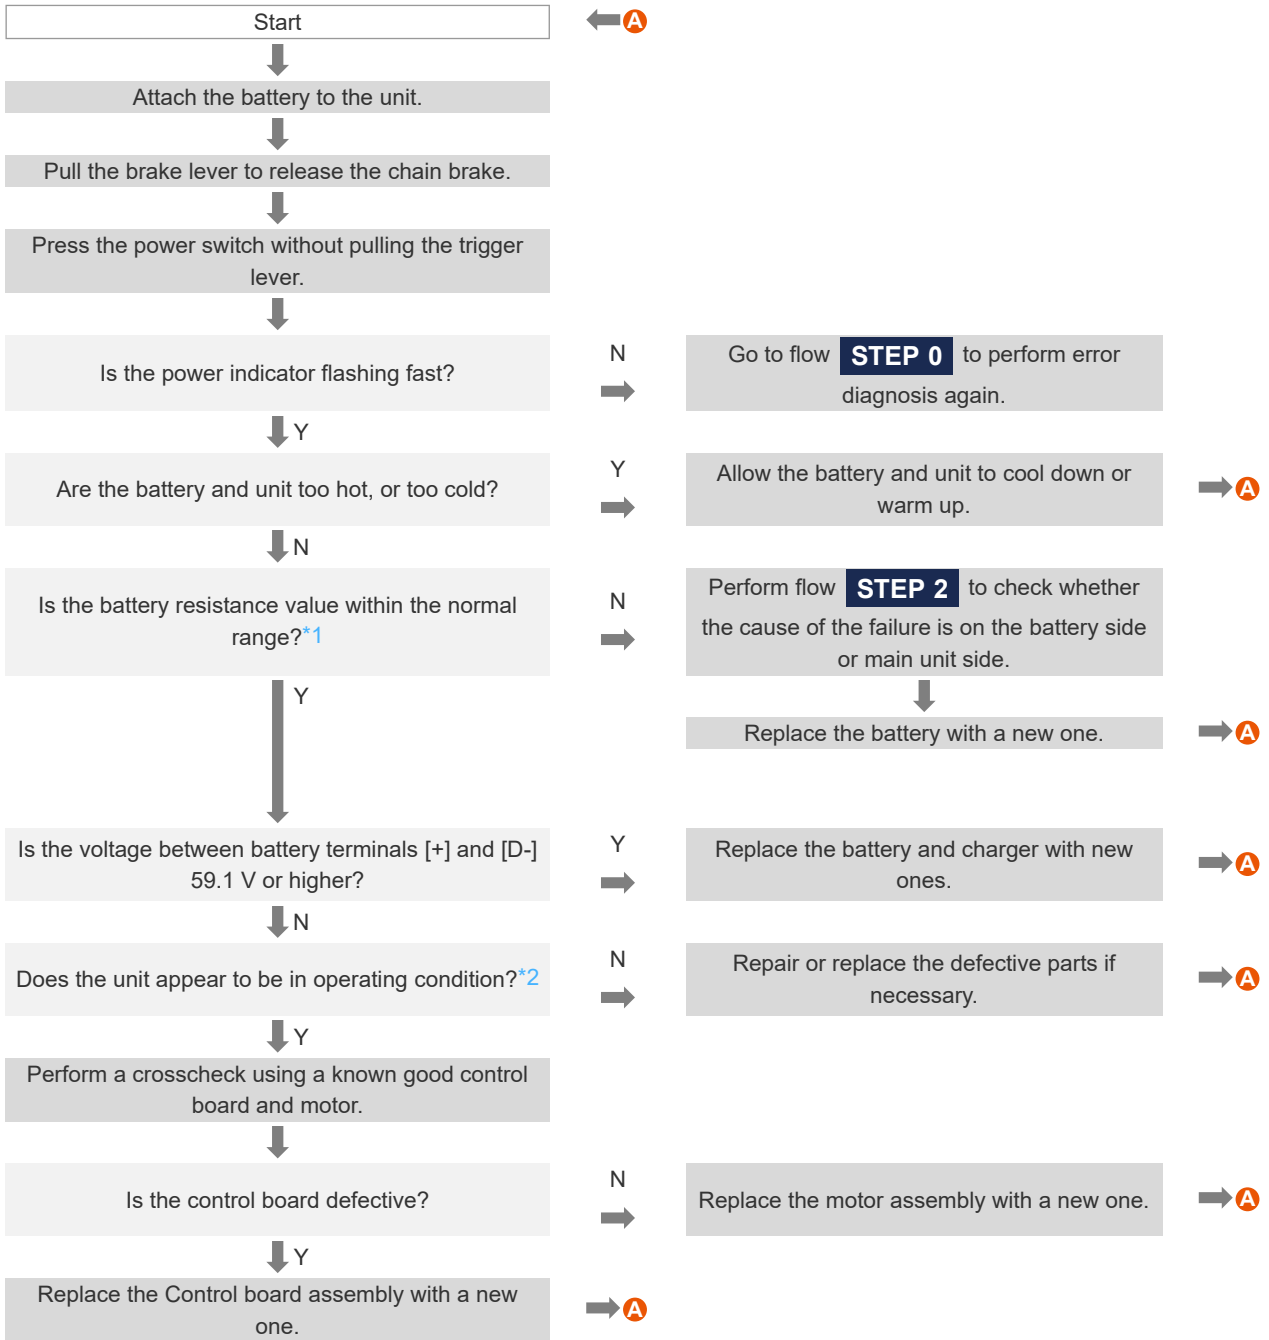 Start
A
Attach the battery to the unit.
Pull the brake lever to release the chain brake.
Press the power switch without pulling the trigger
lever.
Is the power indicator flashing fast?
N
Go to flow STEP 0 to perform error
diagnosis again.
Y
Are the battery and unit too hot, or too cold?
Y
Allow the battery and unit to cool down or
warm up.
A
N
Is the battery resistance value within the normal
range?*1
N
Perform flow STEP 2 to check whether
the cause of the failure is on the battery side
or main unit side.
Y
Replace the battery with a new one.
A
Is the voltage between battery terminals [+] and [D-]
59.1 V or higher?
Y
Replace the battery and charger with new
ones.
A
N
Does the unit appear to be in operating condition?*2
N
Repair or replace the defective parts if
necessary.
A
Y
Perform a crosscheck using a known good control
board and motor.
Is the control board defective?
N
Replace the motor assembly with a new one.
A
Y
Replace the Control board assembly with a new
one.
A